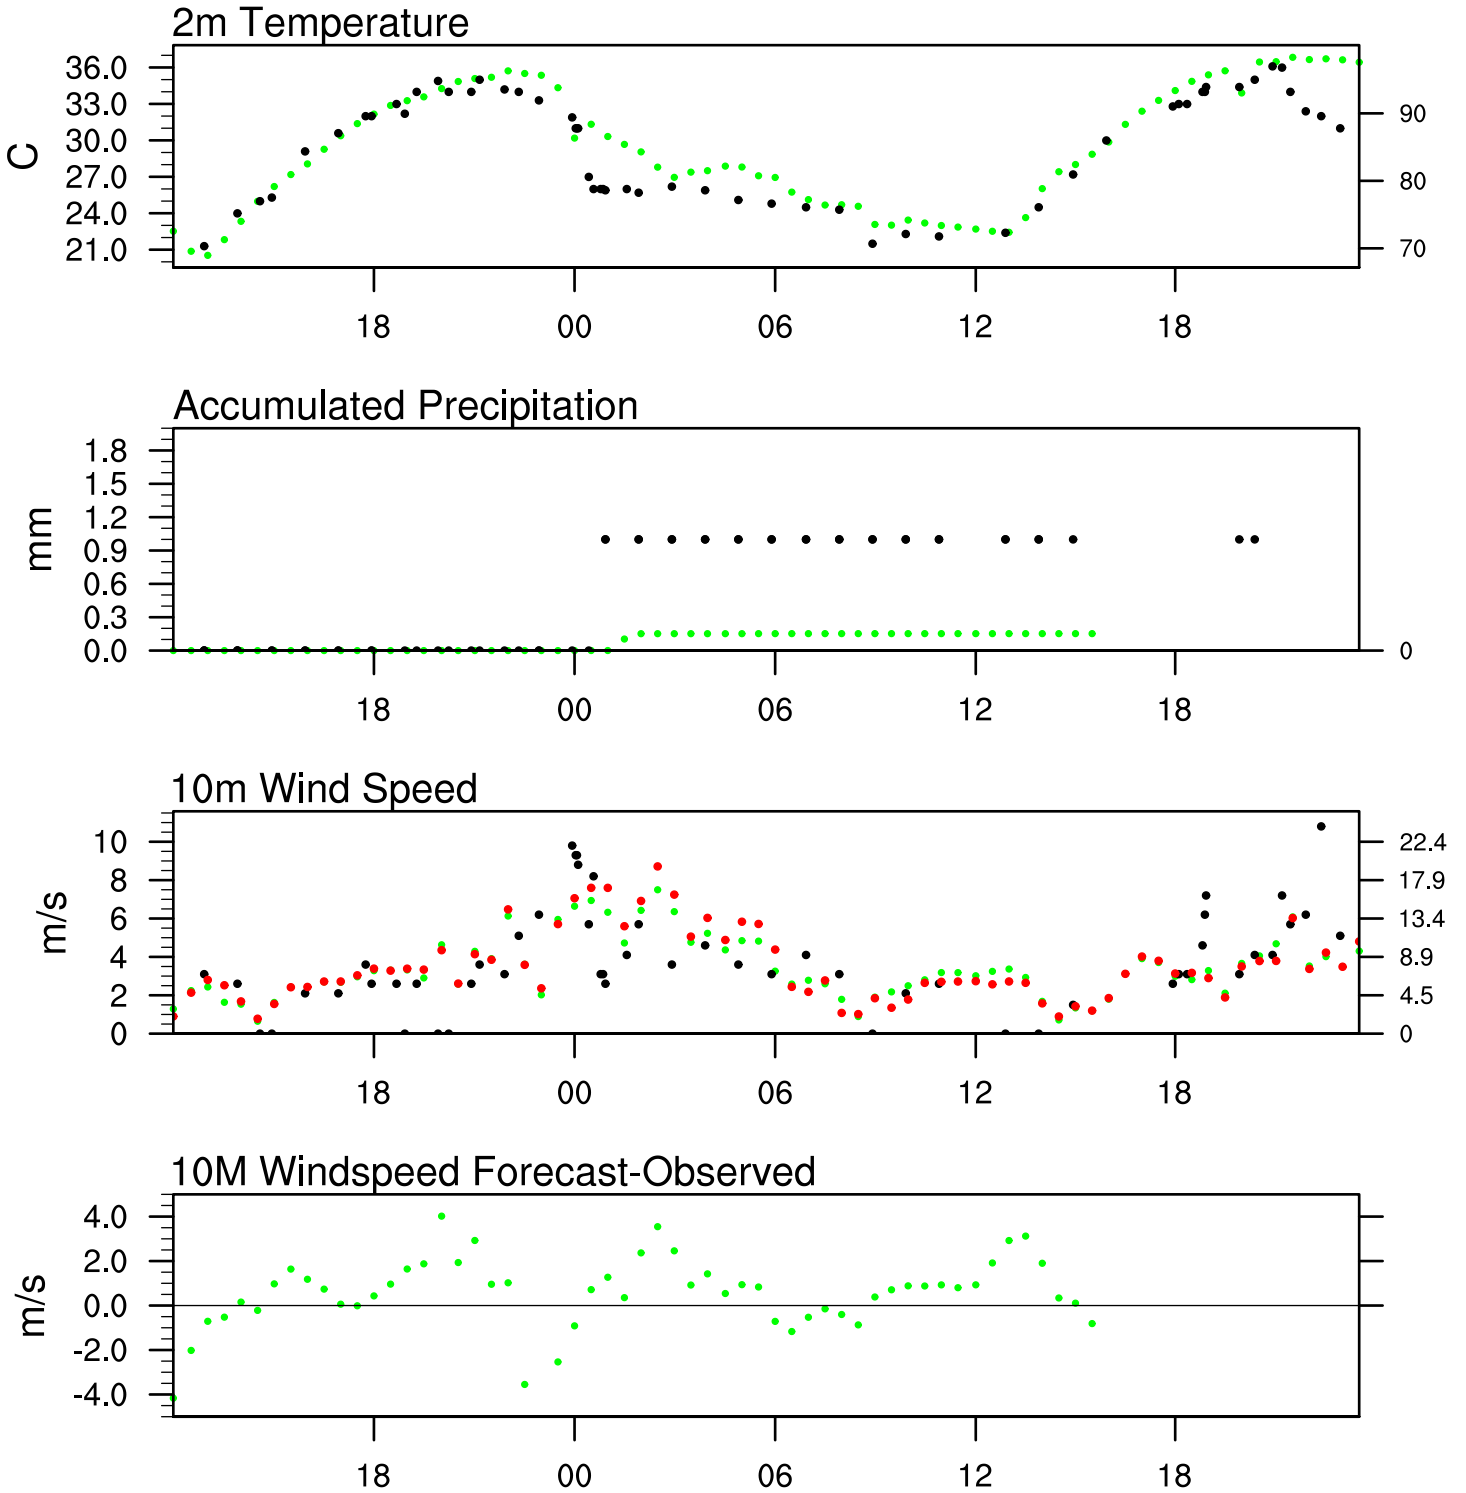 2m Temperature
36.0
33.0
30.0
27.0
24.0
21.0
C
90
80
70
18 00 06 12 18
Accumulated Precipitation
1.8
1.5
1.2
0.9
0.6
0.3
0.0
mm
0
18 00 06 12 18
10m Wind Speed
10
8
6
4
2
0
m/s
22.4
17.9
13.4
8.9
4.5
0
18 00 06 12 18
10M Windspeed Forecast-Observed
4.0
2.0
0.0
-2.0
-4.0
m/s
18 00 06 12 18